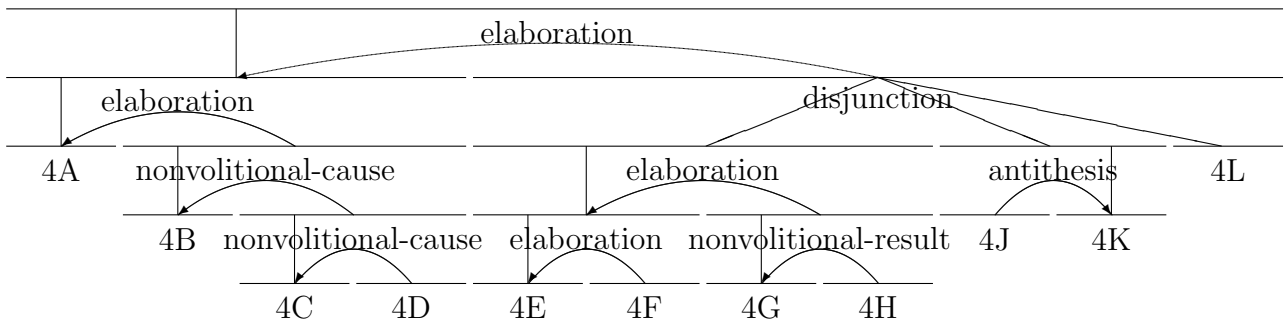 elaboration
elaboration disjunction
4A nonvolitional-cause elaboration antithesis 4L
4B nonvolitional-cause elaboration nonvolitional-result 4J 4K
4C 4D 4E 4F 4G 4H